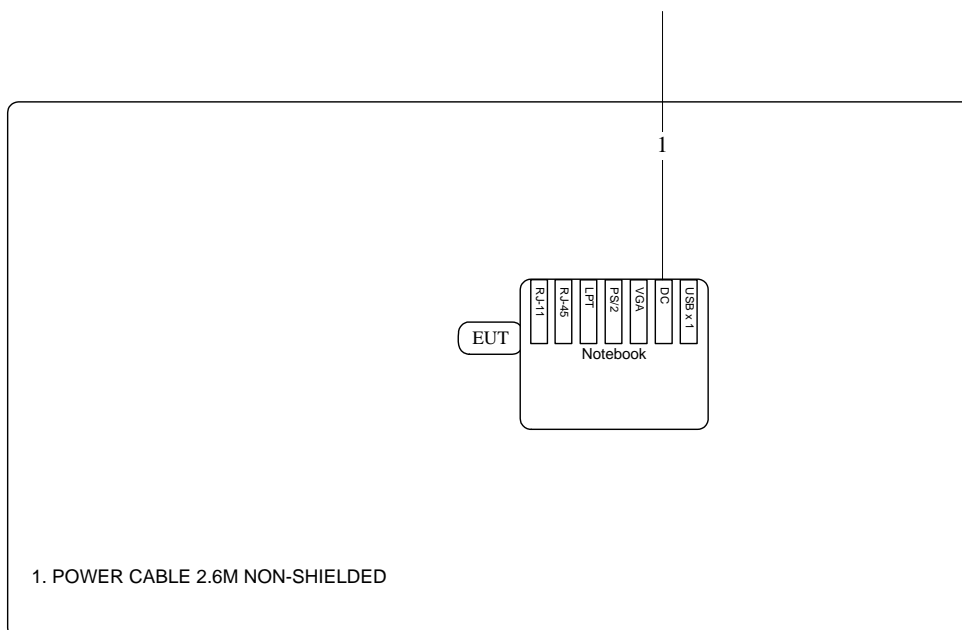 1
RJ-11
RJ-45
LPT
PS/2
VGA
DC
USB x 1
EUT
Notebook
1. POWER CABLE 2.6M NON-SHIELDED